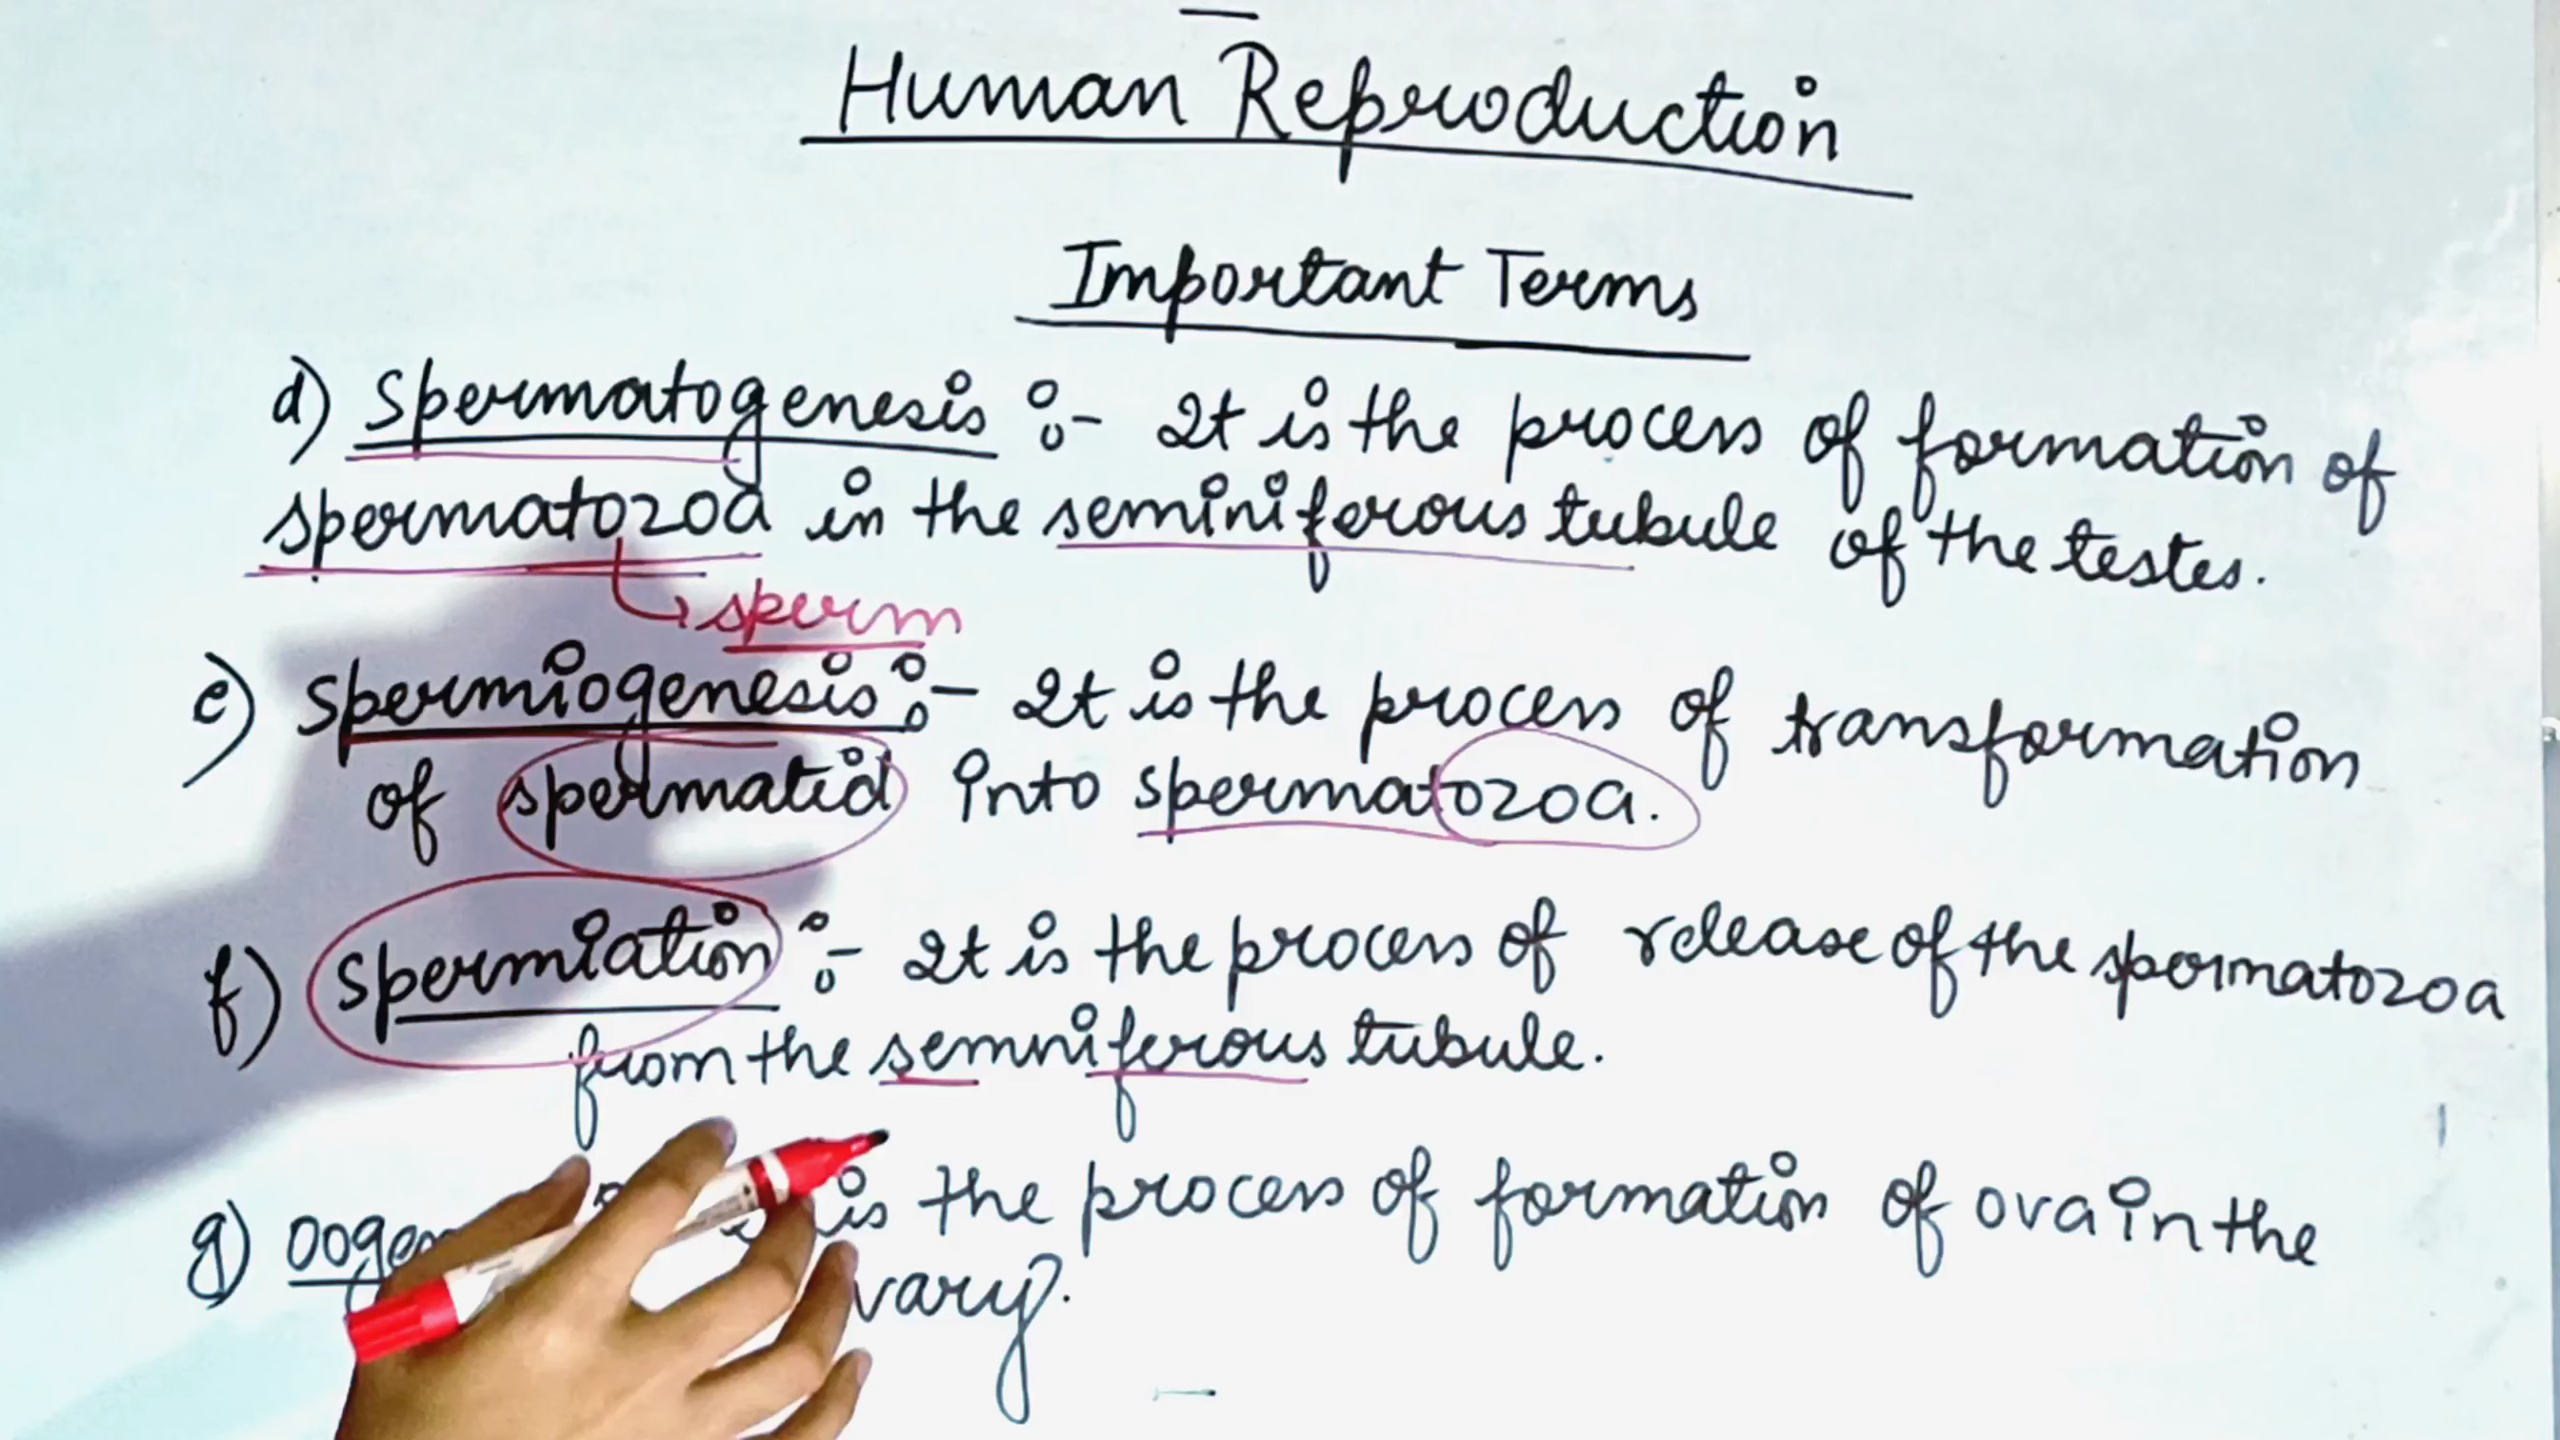 Human Reproduction
Important Terms
d) Spermatogenesis :- It is the process of formation of
spermatozoa in the seminiferous tubule of the testes.
sperm
e) Spermiogenesis :- It is the process of transformation
of spermatid into spermatozoa.
f) Spermiation :- It is the process of release of the spermatozoa
from the semniferous tubule.
g) is the process of formation of ova in the